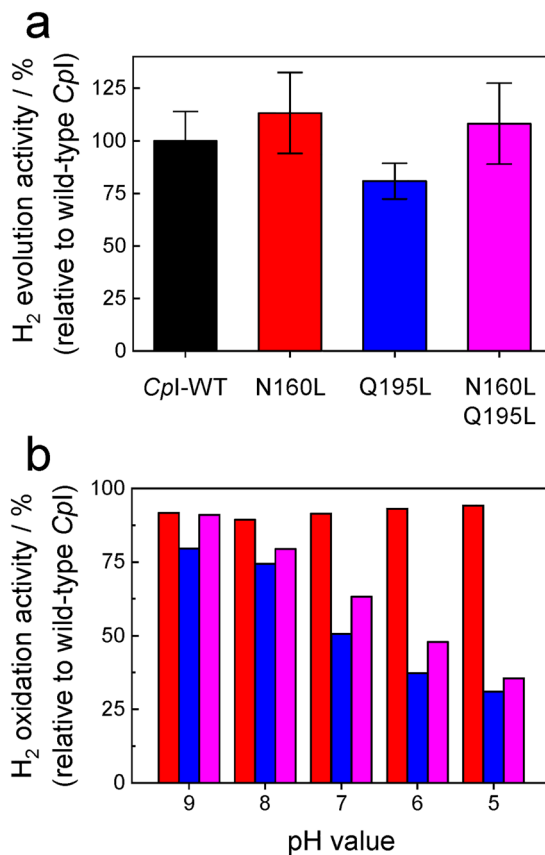 a
H2 evolution activity / %
(relative to wild-type CpI)
125
100
75
50
25
0
CpI-WT N160L Q195L N160L
Q195L
b
H2 oxidation activity / %
(relative to wild-type CpI)
100
75
50
25
0
9 8 7 6 5
pH value